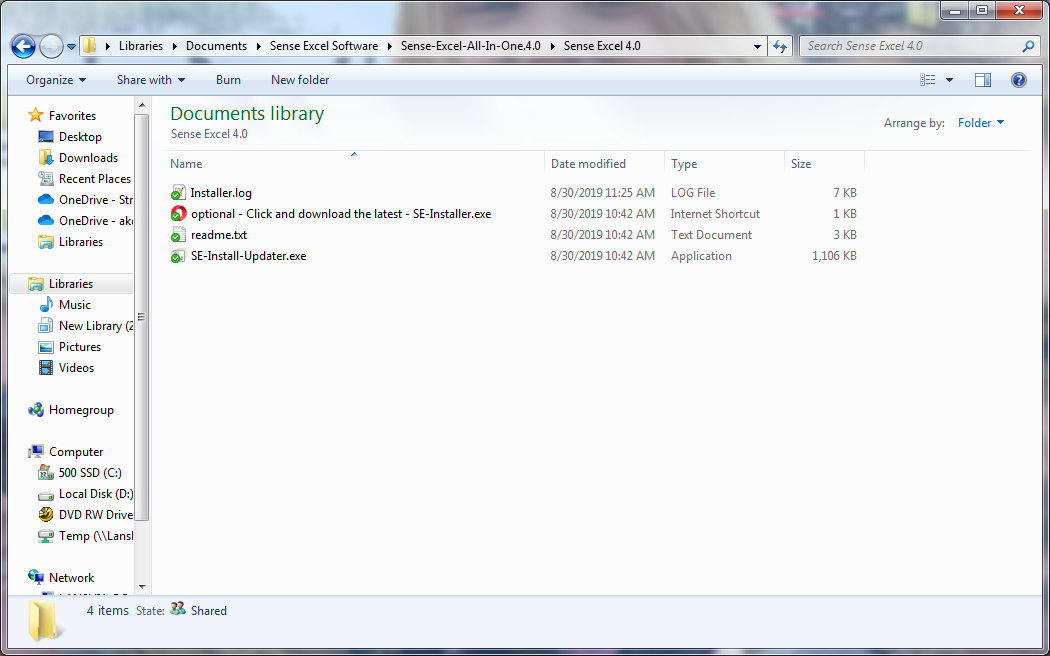 Libraries Documents Sense Excel Software Sense-Excel-All-In-One.4.0 Sense Excel 4.0 Search Sense Excel 4.0
Organize Share with Burn New folder
Favorites
Desktop
Downloads
Recent Places
OneDrive - Str
OneDrive - ako
Libraries
Libraries
Music
New Library (2
Pictures
Videos
Homegroup
Computer
500 SSD (C:)
Local Disk (D:)
DVD RW Drive
Temp (\\Lansl
Network
Documents library
Sense Excel 4.0
Arrange by: Folder
Name Date modified Type Size
Installer.log 8/30/2019 11:25 AM LOG File 7 KB
optional - Click and download the latest - SE-Installer.exe 8/30/2019 10:42 AM Internet Shortcut 1 KB
readme.txt 8/30/2019 10:42 AM Text Document 3 KB
SE-Install-Updater.exe 8/30/2019 10:42 AM Application 1,106 KB
4 items State: Shared